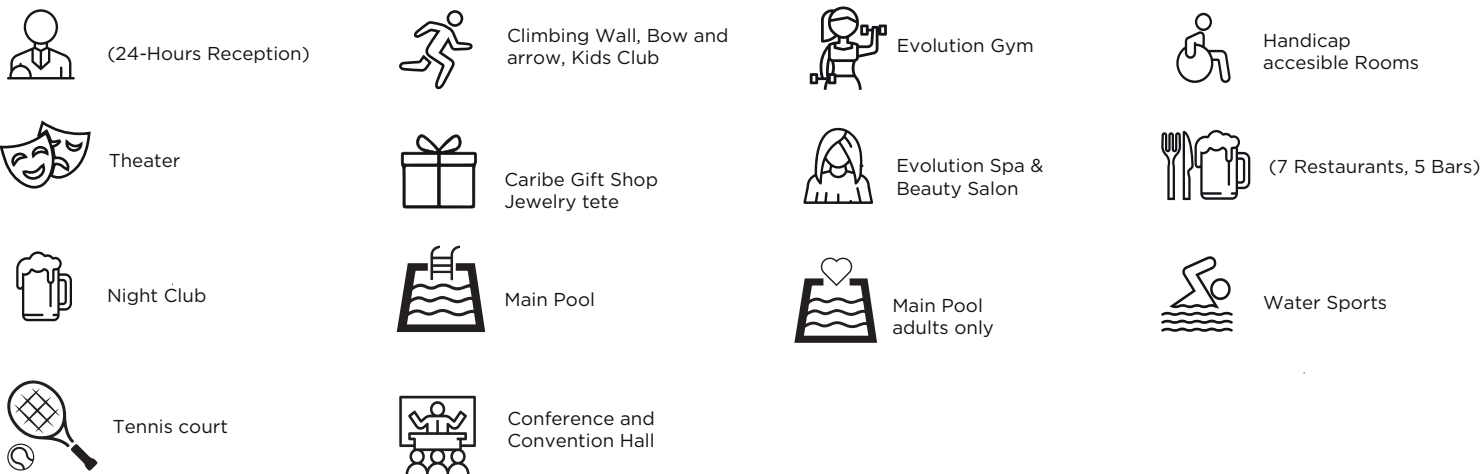 (24-Hours Reception)
Climbing Wall, Bow and
arrow, Kids Club
Evolution Gym
Handicap
accesible Rooms
Theater
Caribe Gift Shop
Jewelry tete
Evolution Spa &
Beauty Salon
(7 Restaurants, 5 Bars)
Night Club
Main Pool
Main Pool
adults only
Water Sports
Tennis court
Conference and
Convention Hall